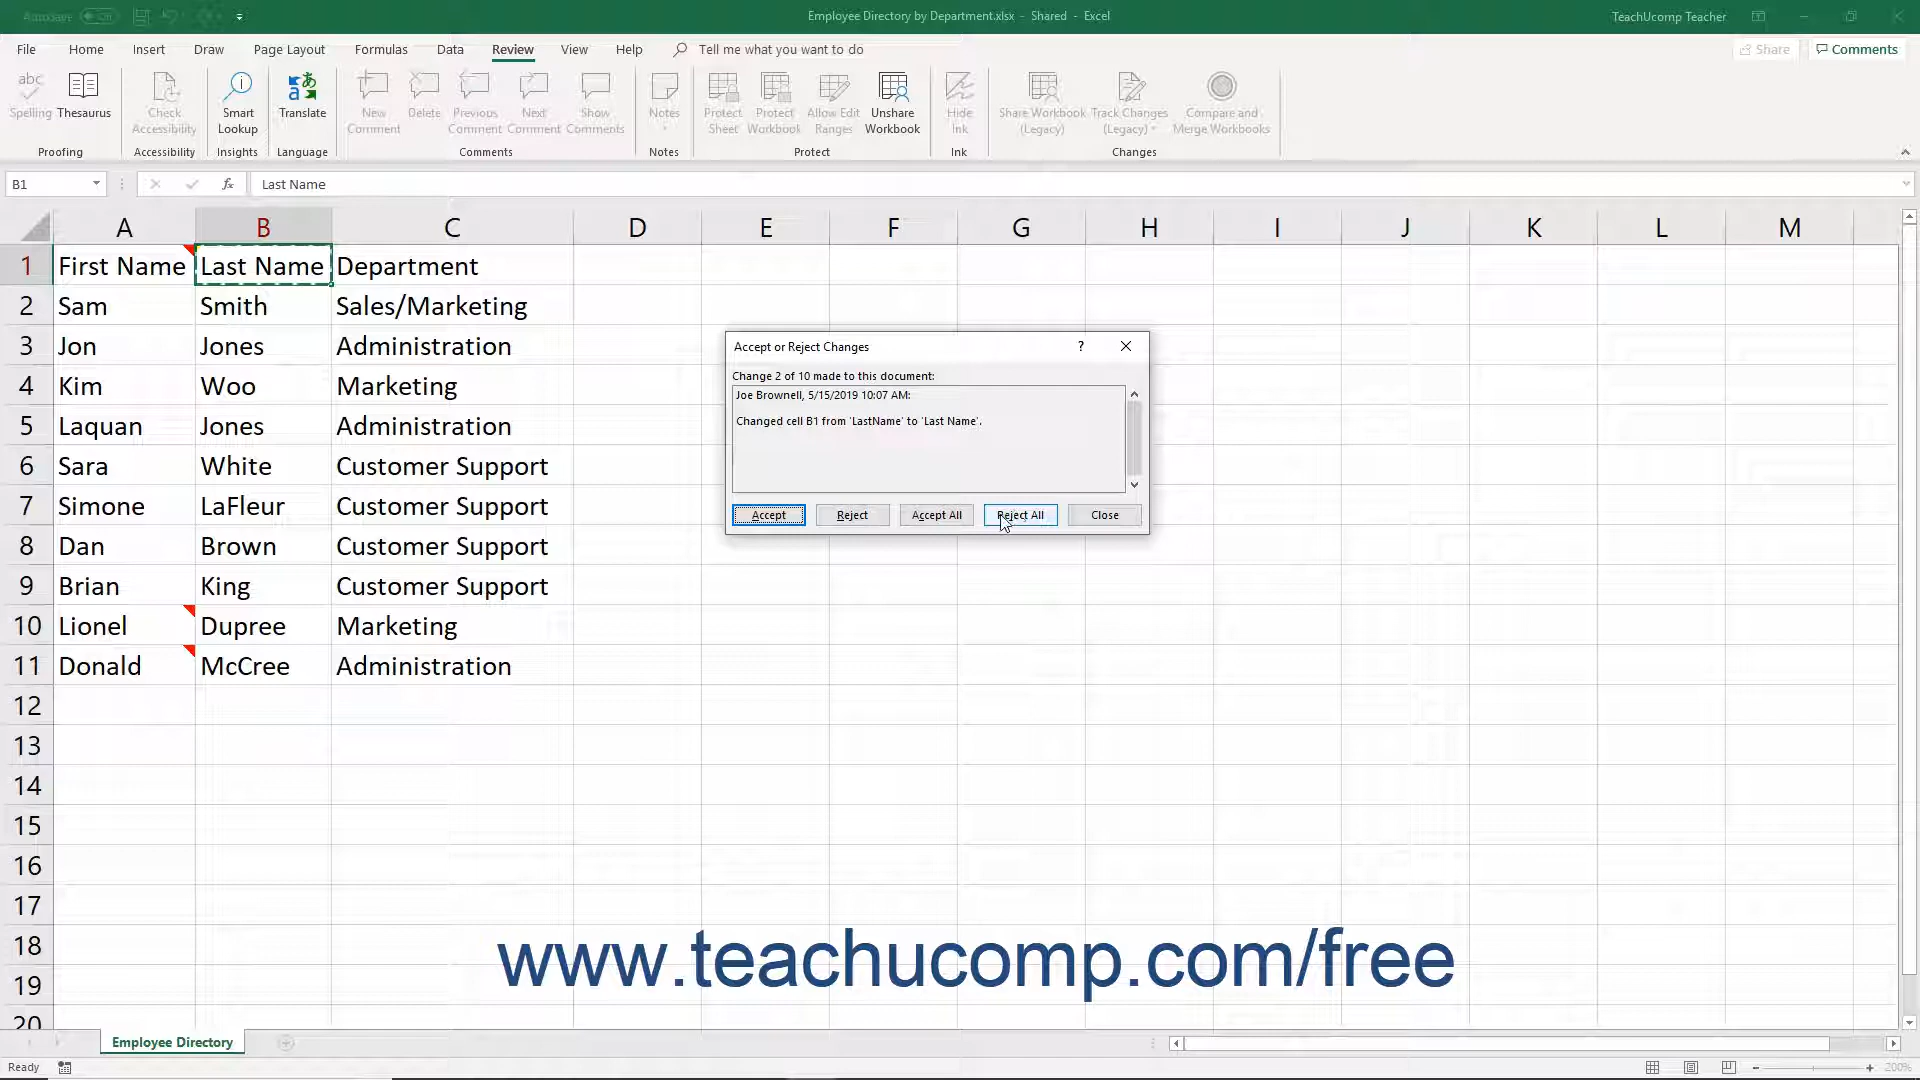 AutoSave Off
Employee Directory by Department.xlsx - Shared - Excel
TeachUcomp Teacher
File Home Insert Draw Page Layout Formulas Data Review View Help Tell me what you want to do
Share Comments
abc
Spelling Thesaurus
Check Accessibility
Smart Lookup
Translate
New Comment Delete Previous Comment Next Comment Show Comments
Notes
Protect Sheet Protect Workbook Allow Edit Ranges Unshare Workbook
Hide Ink
Share Workbook (Legacy) Track Changes (Legacy) Compare and Merge Workbooks
Proofing Accessibility Insights Language Comments Notes Protect Ink Changes
B1 fx Last Name
A B C D E F G H I J K L M
1 First Name Last Name Department
2 Sam Smith Sales/Marketing
3 Jon Jones Administration
4 Kim Woo Marketing
5 Laquan Jones Administration
6 Sara White Customer Support
7 Simone LaFleur Customer Support
8 Dan Brown Customer Support
9 Brian King Customer Support
10 Lionel Dupree Marketing
11 Donald McCree Administration
12
13
14
15
16
17
18
19
20
Accept or Reject Changes ?
Change 2 of 10 made to this document:
Joe Brownell, 5/15/2019 10:07 AM:
Changed cell B1 from 'LastName' to 'Last Name'.
Accept Reject Accept All Reject All Close
www.teachucomp.com/free
Employee Directory
Ready
200%